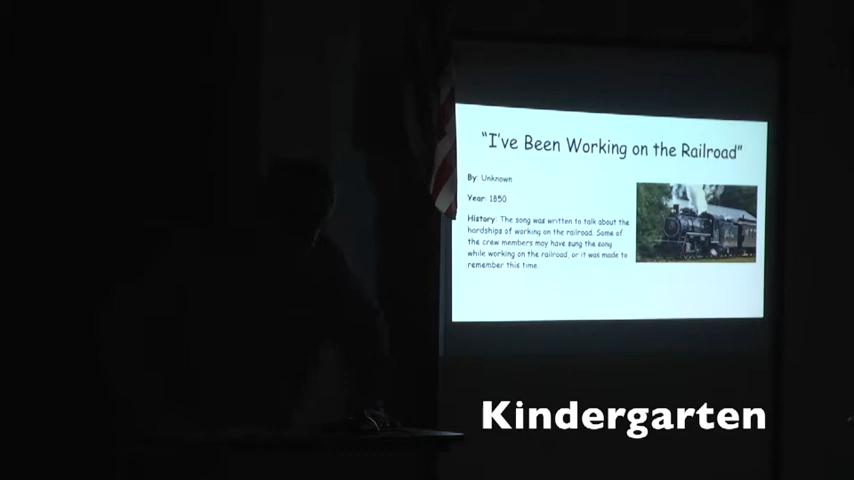 "I've Been Working on the Railroad"
By: Unknown
Year: 1850
History: The song was written to talk about the
hardships of working on the railroad. Some of
the crew members may have sung the song
while working on the railroad, or it was made to
remember this time.
Kindergarten